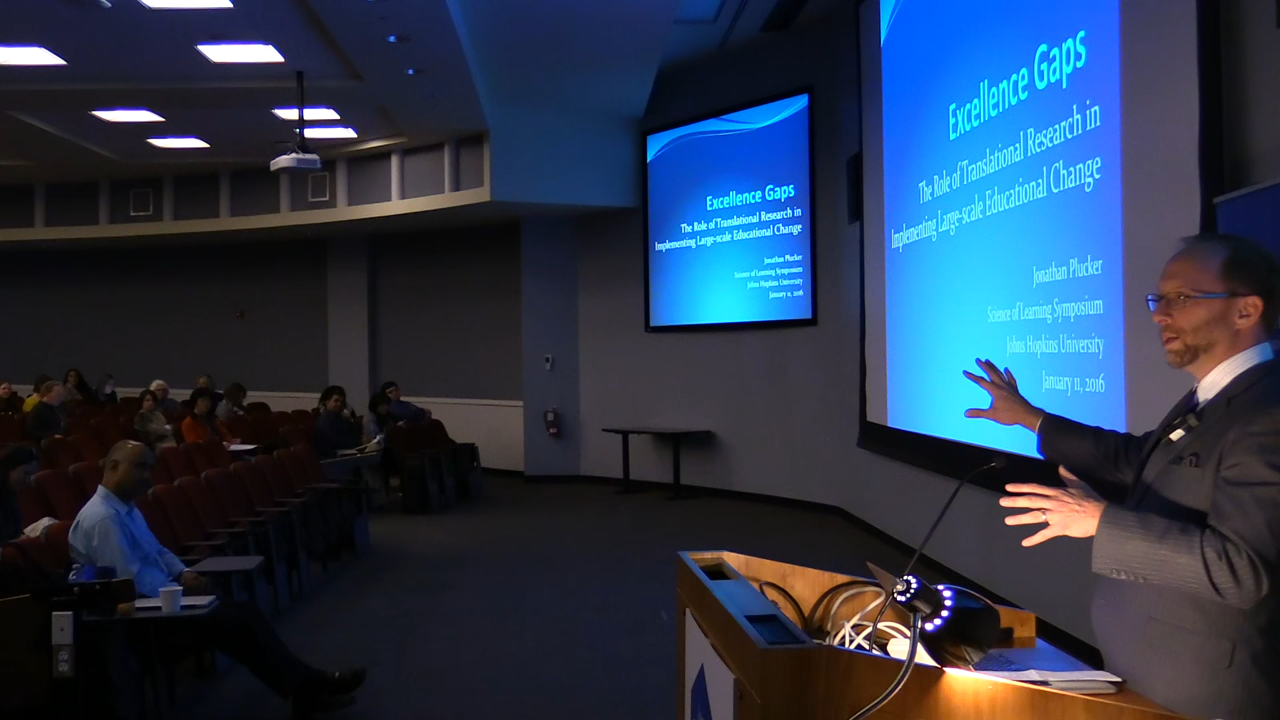 Excellence Gaps
The Role of Translational Research in
Implementing Large-scale Educational Change
Jonathan Plucker
Science of Learning Symposium
Johns Hopkins University
January 11, 2016
Excellence Gaps
The Role of Translational Research in
Implementing Large-scale Educational Change
Jonathan Plucker
Science of Learning Symposium
Johns Hopkins University
January 11, 2016